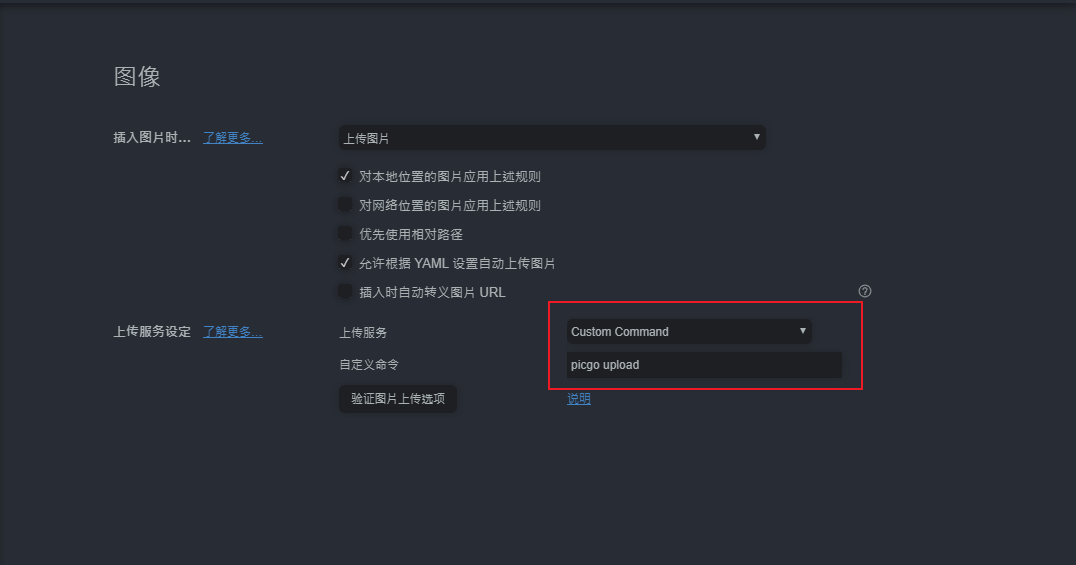 图像
插入图片时... 了解更多... 上传图片
对本地位置的图片应用上述规则
对网络位置的图片应用上述规则
优先使用相对路径
允许根据 YAML 设置自动上传图片
插入时自动转义图片 URL
上传服务设定 了解更多... 上传服务 Custom Command
自定义命令 picgo upload
验证图片上传选项 说明